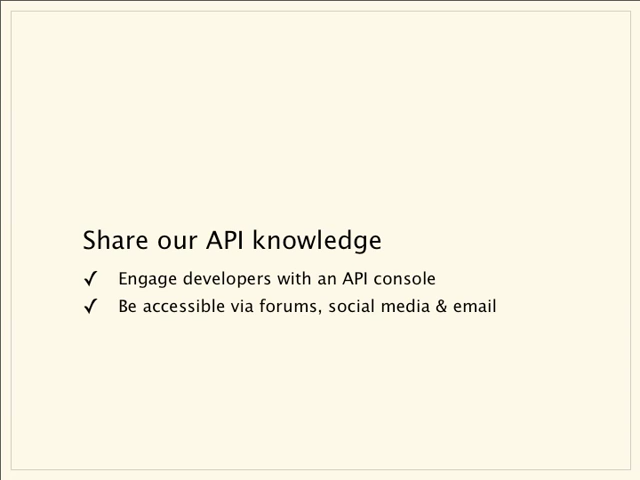 Share our API knowledge
✓ Engage developers with an API console
✓ Be accessible via forums, social media & email